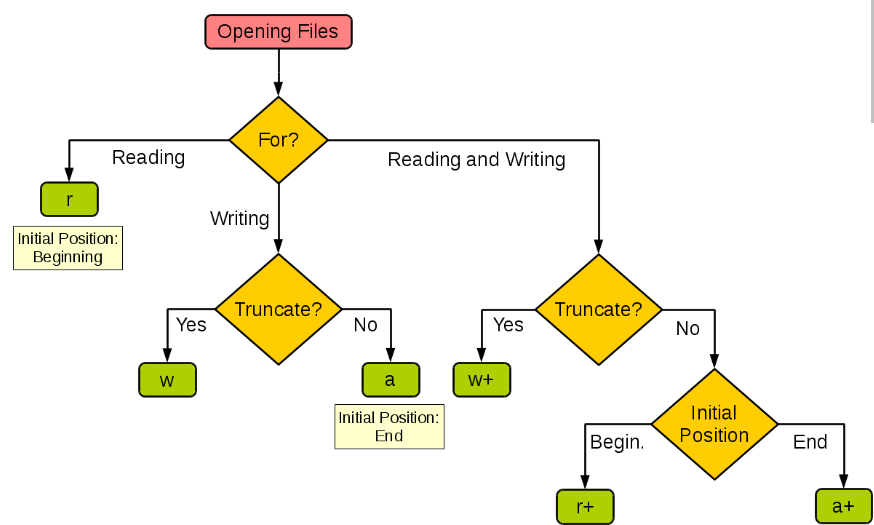 Opening Files
For?
Reading
Reading and Writing
r
Writing
Initial Position:
Beginning
Truncate?
Truncate?
Yes
No
Yes
No
w
a
w+
Initial Position:
End
Initial
Position
Begin.
End
r+
a+